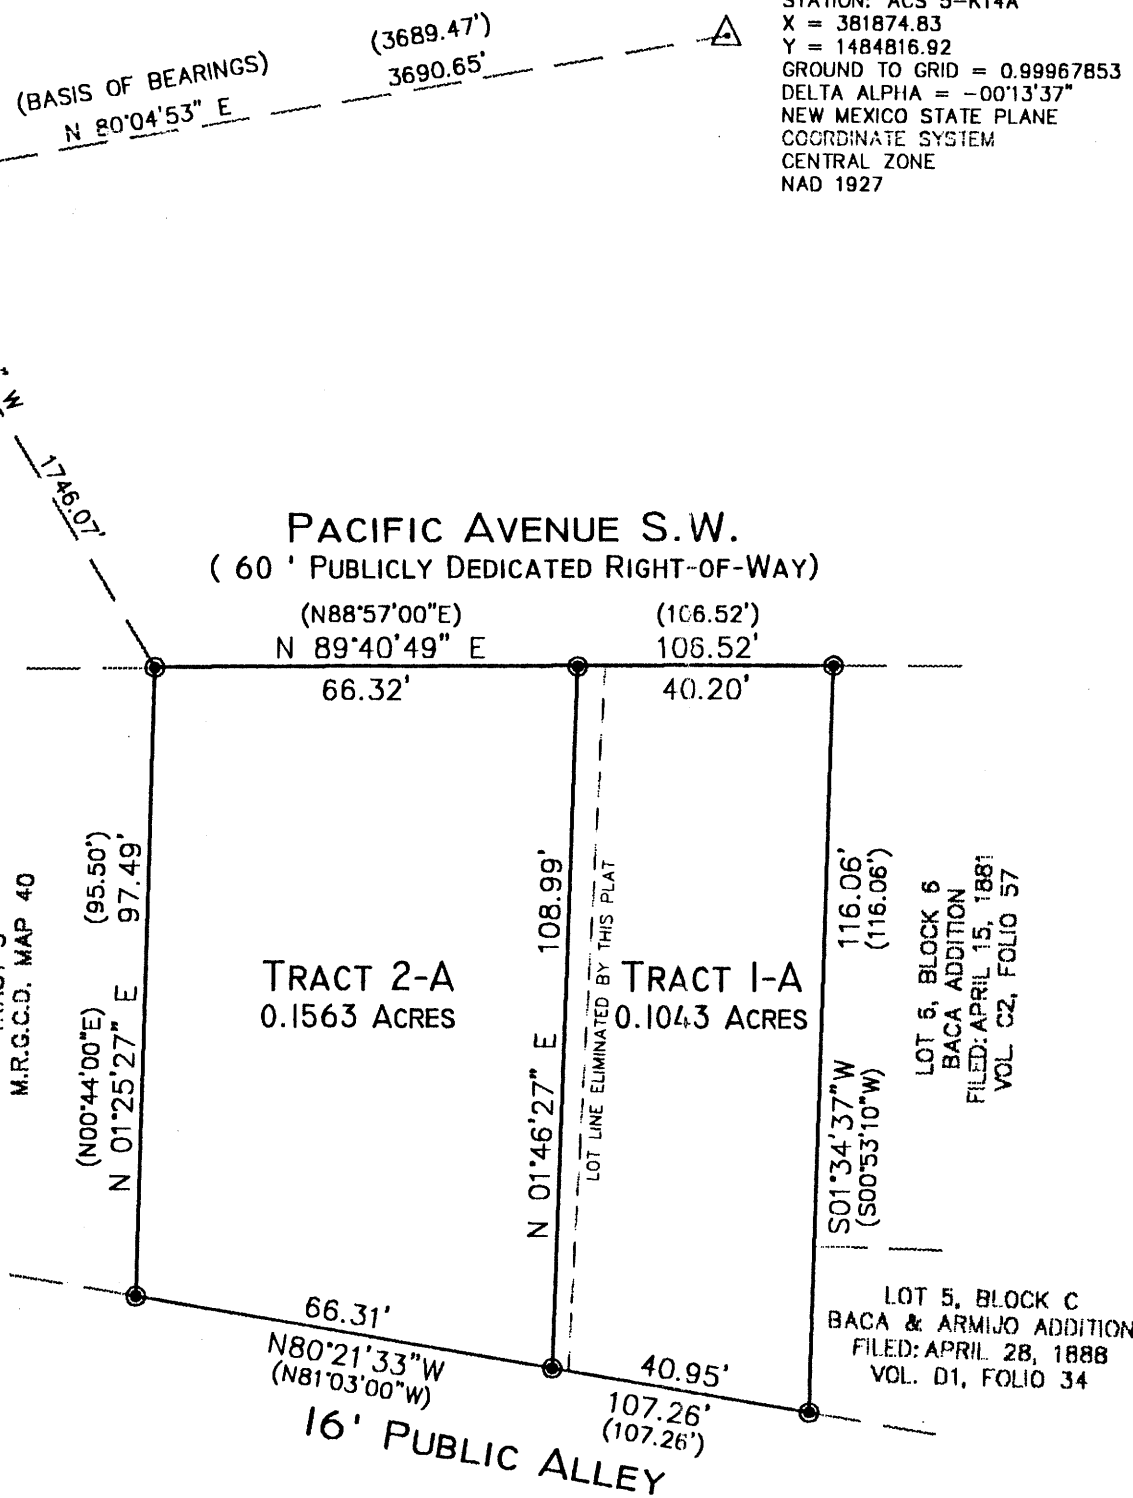 STATION: ACS 5-K14A
X = 381874.83
Y = 1484816.92
GROUND TO GRID = 0.99967853
DELTA ALPHA = -00°13'37"
NEW MEXICO STATE PLANE
COORDINATE SYSTEM
CENTRAL ZONE
NAD 1927
(BASIS OF BEARINGS)
N 80°04'53" E
(3689.47')
3690.65'
W
1746.07'
PACIFIC AVENUE S.W.
( 60 ' PUBLICLY DEDICATED RIGHT-OF-WAY)
(N88°57'00"E)
N 89°40'49" E
66.32'
(106.52')
106.52'
40.20'
M.R.G.C.D. MAP 40
(N00°44'00"E) (95.50')
N 01°25'27" E 97.49'
TRACT 2-A
0.1563 ACRES
N 01°46'27" E 108.99'
LOT LINE ELIMINATED BY THIS PLAT
TRACT 1-A
0.1043 ACRES
S01°34'37"W 116.06'
(S00°53'10"W) (116.06')
LOT 5, BLOCK 6
BACA ADDITION
FILED: APRIL 15, 1881
VOL. C2, FOLIO 57
LOT 5, BLOCK C
BACA & ARMIJO ADDITION
FILED: APRIL 28, 1888
VOL. D1, FOLIO 34
66.31'
N80°21'33"W
(N81°03'00"W)
40.95'
107.26'
(107.26')
16' PUBLIC ALLEY